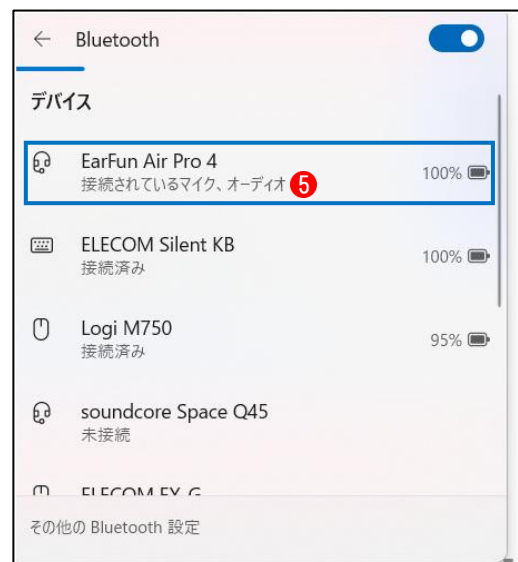 Bluetooth
デバイス
EarFun Air Pro 4
接続されているマイク、オーディオ 5
100%
ELECOM Silent KB
接続済み
100%
Logi M750
接続済み
95%
soundcore Space Q45
未接続
ELECOM EX-G
その他の Bluetooth 設定